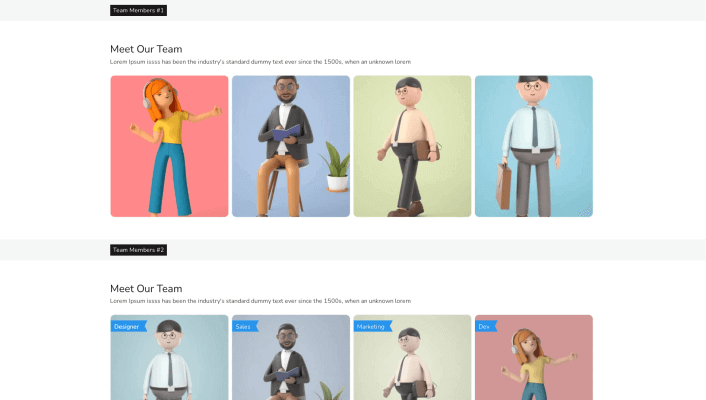 Team Members #1
Meet Our Team
Lorem Ipsum issss has been the industry's standard dummy text ever since the 1500s, when an unknown lorem
Team Members #2
Meet Our Team
Lorem Ipsum issss has been the industry's standard dummy text ever since the 1500s, when an unknown lorem
Designer
Sales
Marketing
Dev